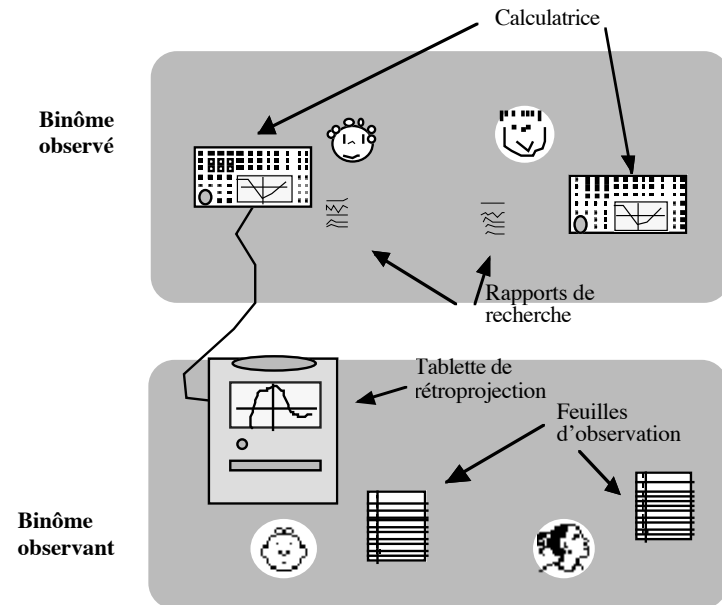 Calculatrice
Binôme
observé
Rapports de
recherche
Tablette de
rétroprojection
Feuilles
d'observation
Binôme
observant